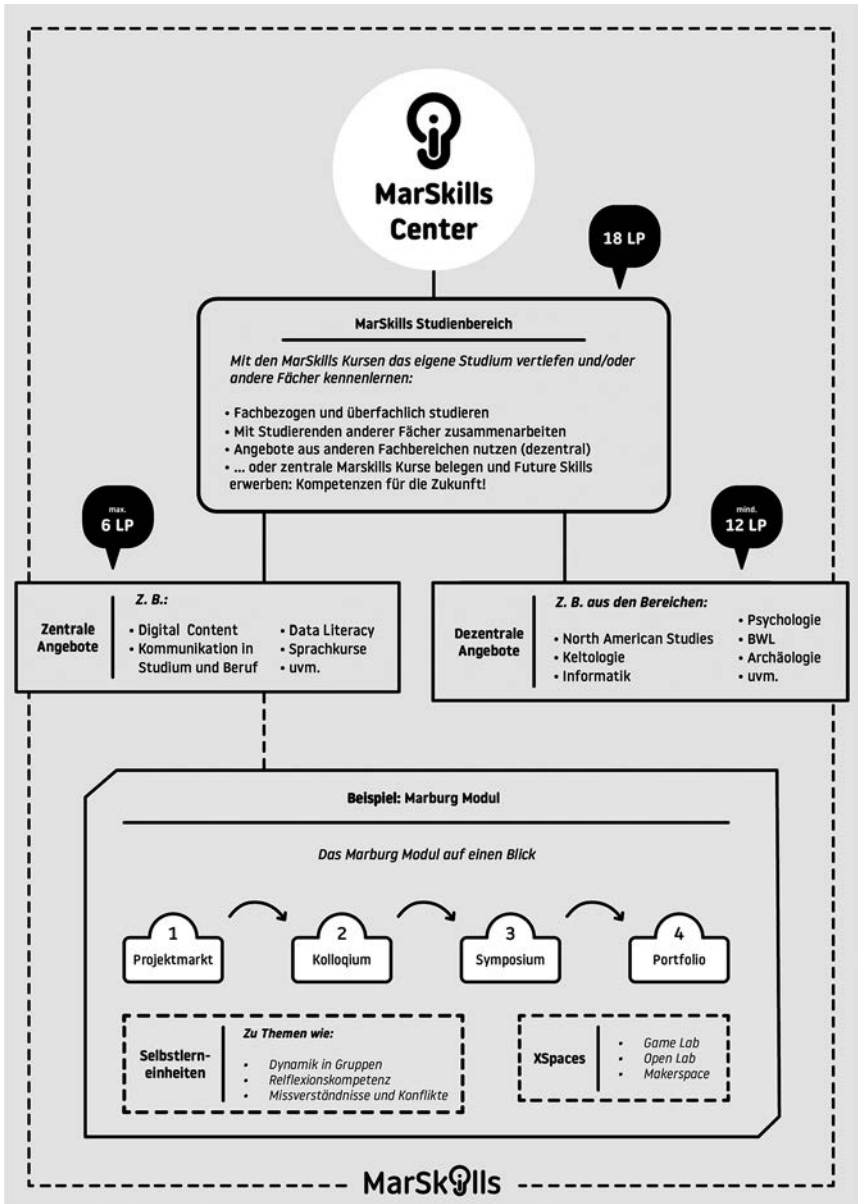 MarSkills
Center
18 LP
MarSkills Studienbereich
Mit den MarSkills Kursen das eigene Studium vertiefen und/oder
andere Fächer kennenlernen:
• Fachbezogen und überfachlich studieren
• Mit Studierenden anderer Fächer zusammenarbeiten
• Angebote aus anderen Fachbereichen nutzen (dezentral)
• ... oder zentrale Marskills Kurse belegen und Future Skills
erwerben: Kompetenzen für die Zukunft!
max.
6 LP
mind.
12 LP
Zentrale
Angebote
Z. B.:
• Digital Content
• Kommunikation in
Studium und Beruf
• Data Literacy
• Sprachkurse
• uvm.
Dezentrale
Angebote
Z. B. aus den Bereichen:
• North American Studies
• Keltologie
• Informatik
• Psychologie
• BWL
• Archäologie
• uvm.
Beispiel: Marburg Modul
Das Marburg Modul auf einen Blick
1
Projektmarkt
2
Kolloqium
3
Symposium
4
Portfolio
Selbstlern-
einheiten
Zu Themen wie:
• Dynamik in Gruppen
• Reiflexionskompetenz
• Missverständnisse und Konflikte
XSpaces
• Game Lab
• Open Lab
• Makerspace
MarSkills